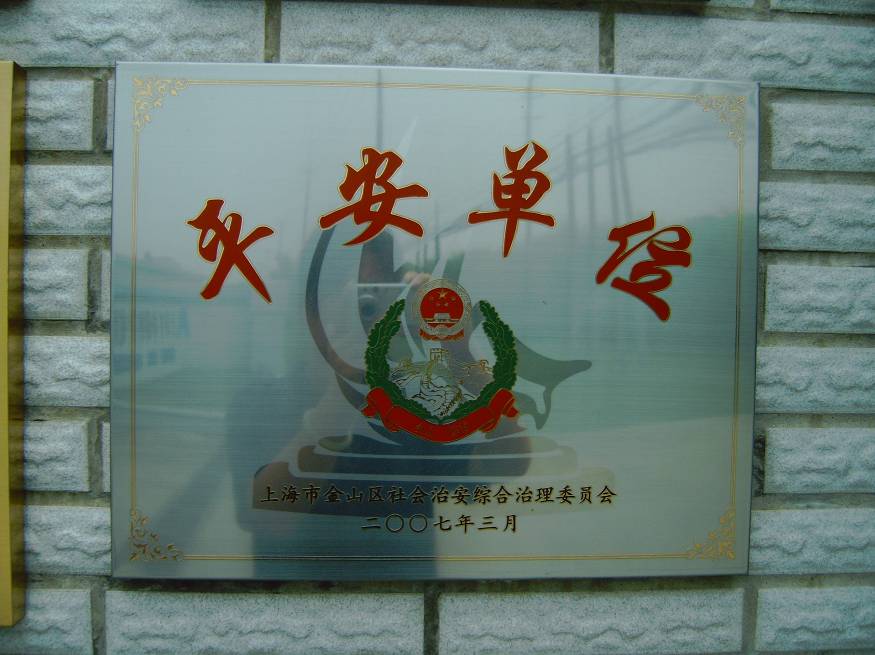 平安单位
上海市金山区社会治安综合治理委员会
二〇〇七年三月